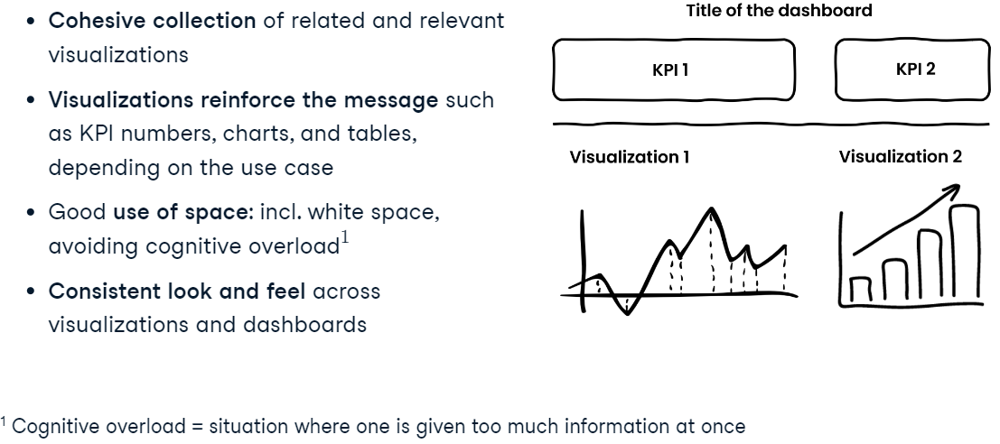 • Cohesive collection of related and relevant
visualizations
• Visualizations reinforce the message such
as KPI numbers, charts, and tables,
depending on the use case
• Good use of space: incl. white space,
avoiding cognitive overload¹
• Consistent look and feel across
visualizations and dashboards
Title of the dashboard
KPI 1
KPI 2
Visualization 1
Visualization 2
¹ Cognitive overload = situation where one is given too much information at once